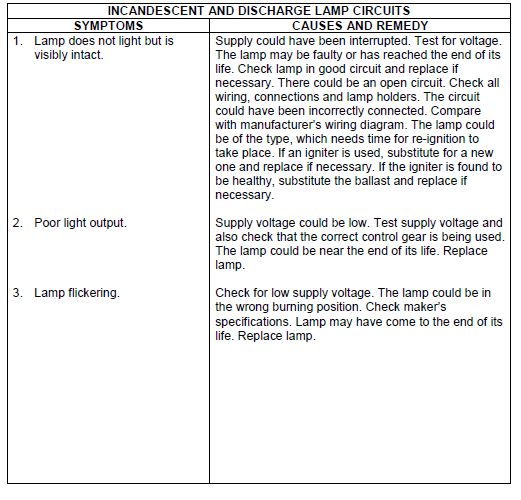 INCANDESCENT AND DISCHARGE LAMP CIRCUITS
SYMPTOMS
CAUSES AND REMEDY
1. Lamp does not light but is
visibly intact.
Supply could have been interrupted. Test for voltage.
The lamp may be faulty or has reached the end of its
life. Check lamp in good circuit and replace if
necessary. There could be an open circuit. Check all
wiring, connections and lamp holders. The circuit
could have been incorrectly connected. Compare
with manufacturer's wiring diagram. The lamp could
be of the type, which needs time for re-ignition to
take place. If an igniter is used, substitute for a new
one and replace if necessary. If the igniter is found to
be healthy, substitute the ballast and replace if
necessary.
2. Poor light output.
Supply voltage could be low. Test supply voltage and
also check that the correct control gear is being used.
The lamp could be near the end of its life. Replace
lamp.
3. Lamp flickering.
Check for low supply voltage. The lamp could be in
the wrong burning position. Check maker's
specifications. Lamp may have come to the end of its
life. Replace lamp.